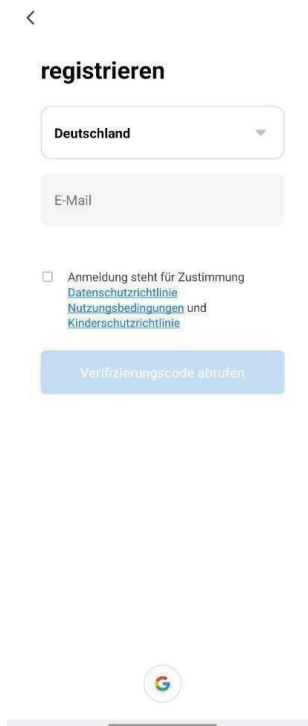 registrieren
Deutschland
E-Mail
Anmeldung steht für Zustimmung
Datenschutzrichtlinie
Nutzungsbedingungen und
Kinderschutzrichtlinie
Verifizierungscode abrufen